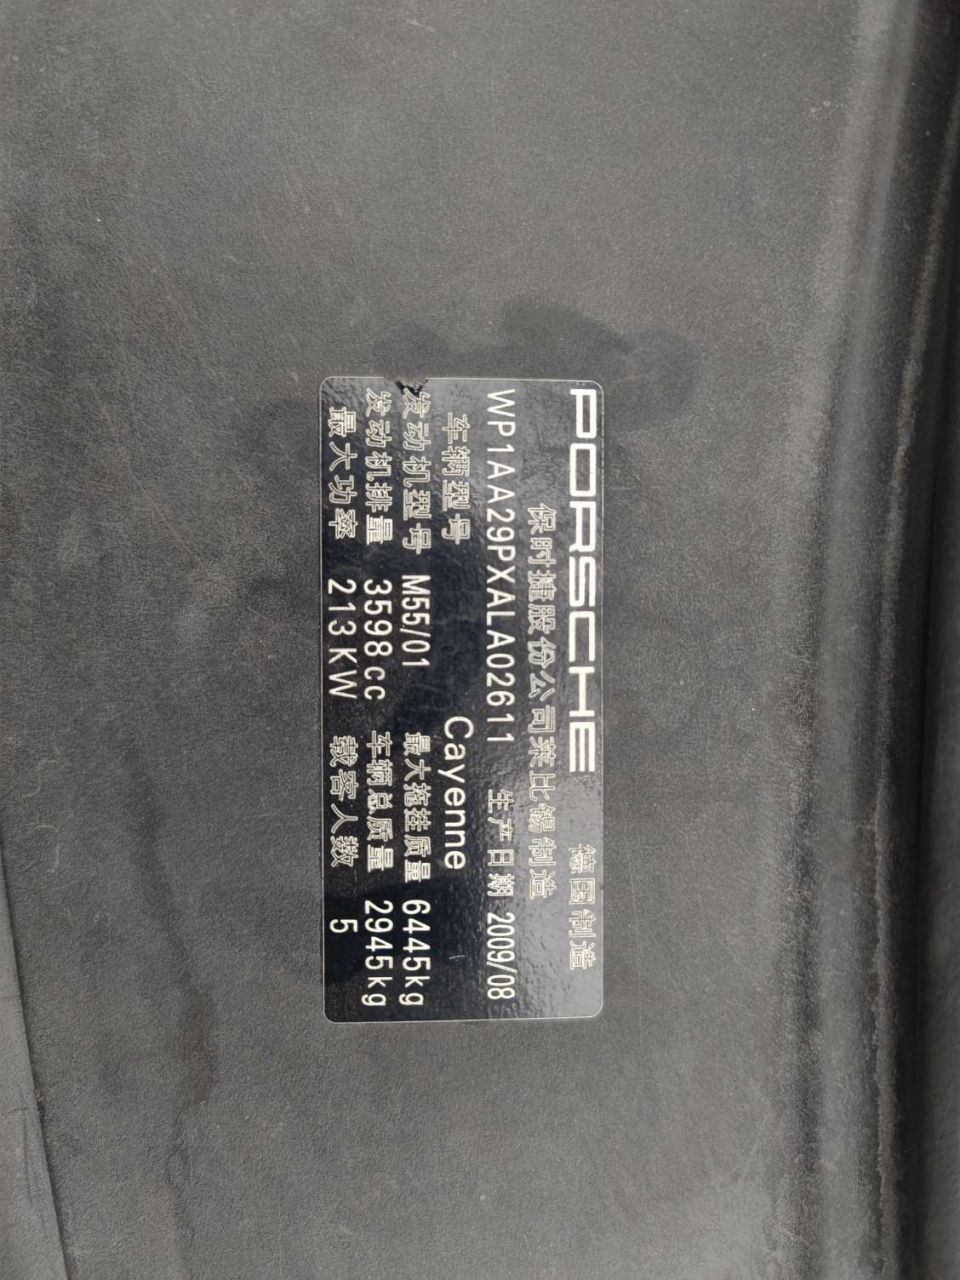 PORSCHE 德国制造
保时捷股份公司莱比锡制造
WP1AA29PXALA02611 生产日期 2009/08
车辆型号 Cayenne
发动机型号 M55/01 最大拖挂质量 6445kg
发动机排量 3598cc 车辆总质量 2945kg
最大功率 213KW 载客人数 5